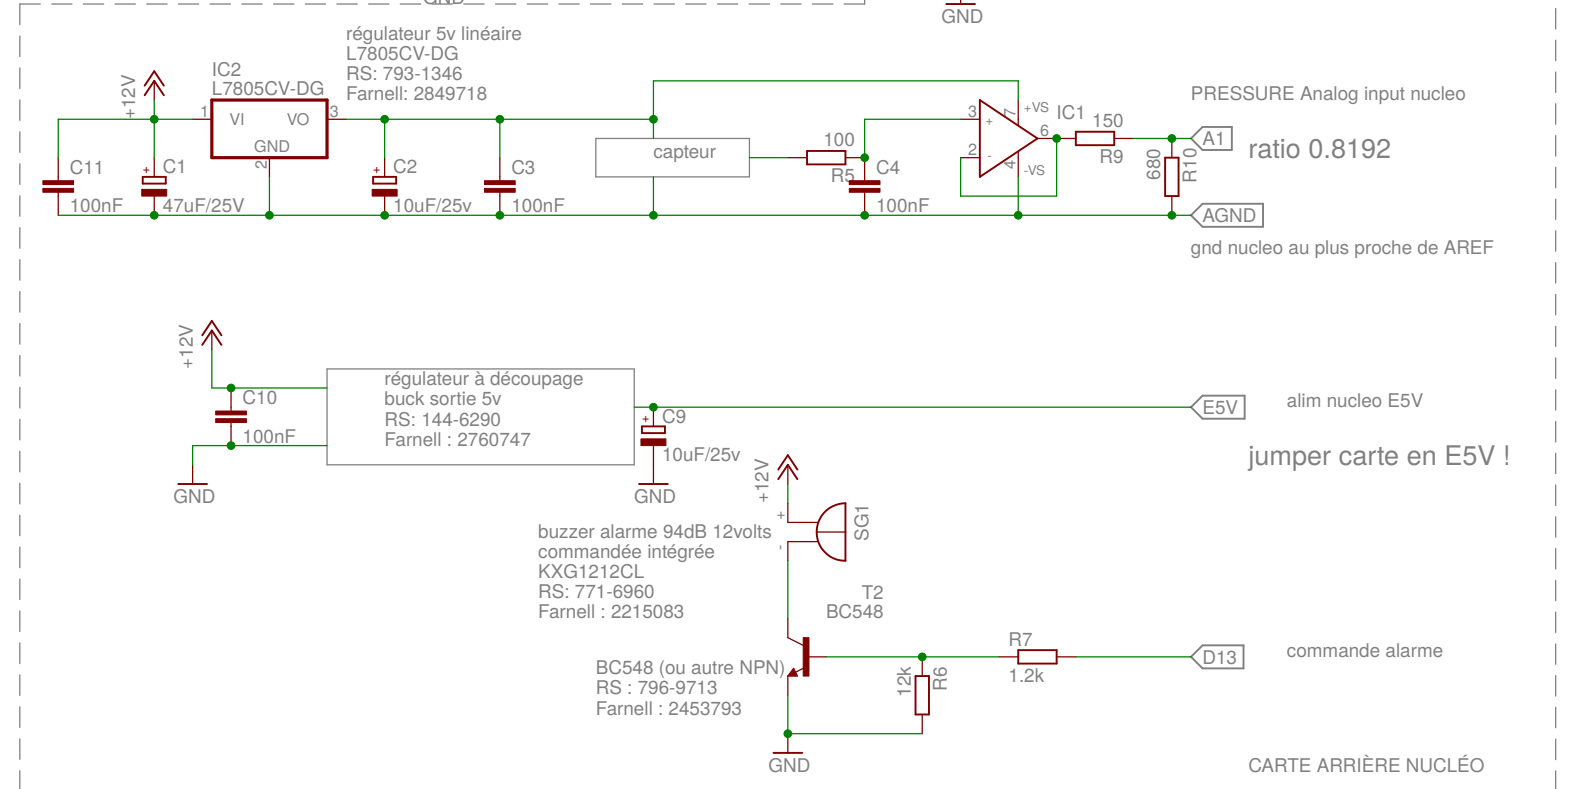 GND
GND
régulateur 5v linéaire
L7805CV-DG
RS: 793-1346
Farnell: 2849718
+12V
IC2
L7805CV-DG
1
VI
VO
3
GND
2
C11
100nF
+
C1
47uF/25V
+
C2
10uF/25v
C3
100nF
capteur
100
R5
C4
100nF
3
+
2
-
7
+VS
IC1
6
4
-VS
150
R9
680
R10
PRESSURE Analog input nucleo
A1
ratio 0.8192
AGND
gnd nucleo au plus proche de AREF
+12V
C10
100nF
GND
régulateur à découpage
buck sortie 5v
RS: 144-6290
Farnell : 2760747
+
C9
10uF/25v
GND
E5V
alim nucleo E5V
jumper carte en E5V !
+12V
+
-
SG1
buzzer alarme 94dB 12volts
commandée intégrée
KXG1212CL
RS: 771-6960
Farnell : 2215083
T2
BC548
BC548 (ou autre NPN)
RS : 796-9713
Farnell : 2453793
12k
R6
R7
1.2k
D13
commande alarme
GND
CARTE ARRIÈRE NUCLÉO